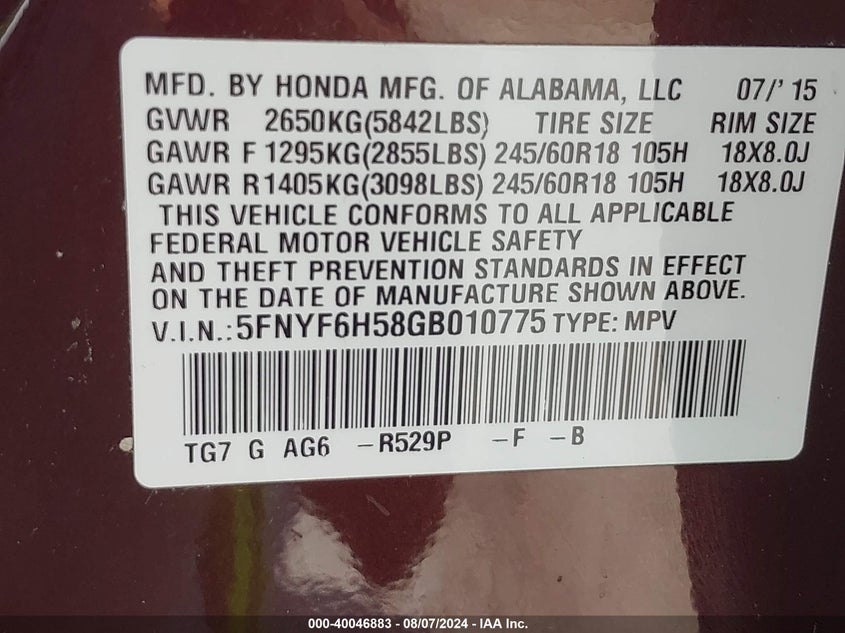 MFD. BY HONDA MFG. OF ALABAMA, LLC 07/' 15
GVWR 2650KG(5842LBS) TIRE SIZE RIM SIZE
GAWR F 1295KG(2855LBS) 245/60R18 105H 18X8.0J
GAWR R1405KG(3098LBS) 245/60R18 105H 18X8.0J
THIS VEHICLE CONFORMS TO ALL APPLICABLE
FEDERAL MOTOR VEHICLE SAFETY
AND THEFT PREVENTION STANDARDS IN EFFECT
ON THE DATE OF MANUFACTURE SHOWN ABOVE.
V.I.N.:5FNYF6H58GB010775 TYPE: MPV
TG7 G AG6 -R529P -F -B
000-40046883 - 08/07/2024 - IAA Inc.